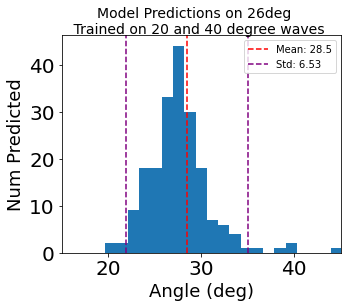 Model Predictions on 26deg
Trained on 20 and 40 degree waves
Mean: 28.5
Std: 6.53
Num Predicted
40
30
20
10
0
20 30 40
Angle (deg)